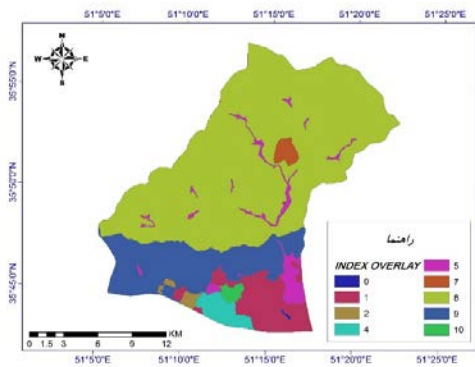 51°5'0"E 51°10'0"E 51°15'0"E 51°20'0"E 51°25'0"E
N
W E
S
35°55'0"N
35°50'0"N
35°45'0"N
راهنما
INDEX OVERLAY
0
1
2
4
5
7
8
9
10
KM
0 1.5 3 6 9 12
51°5'0"E 51°10'0"E 51°15'0"E 51°20'0"E 51°25'0"E